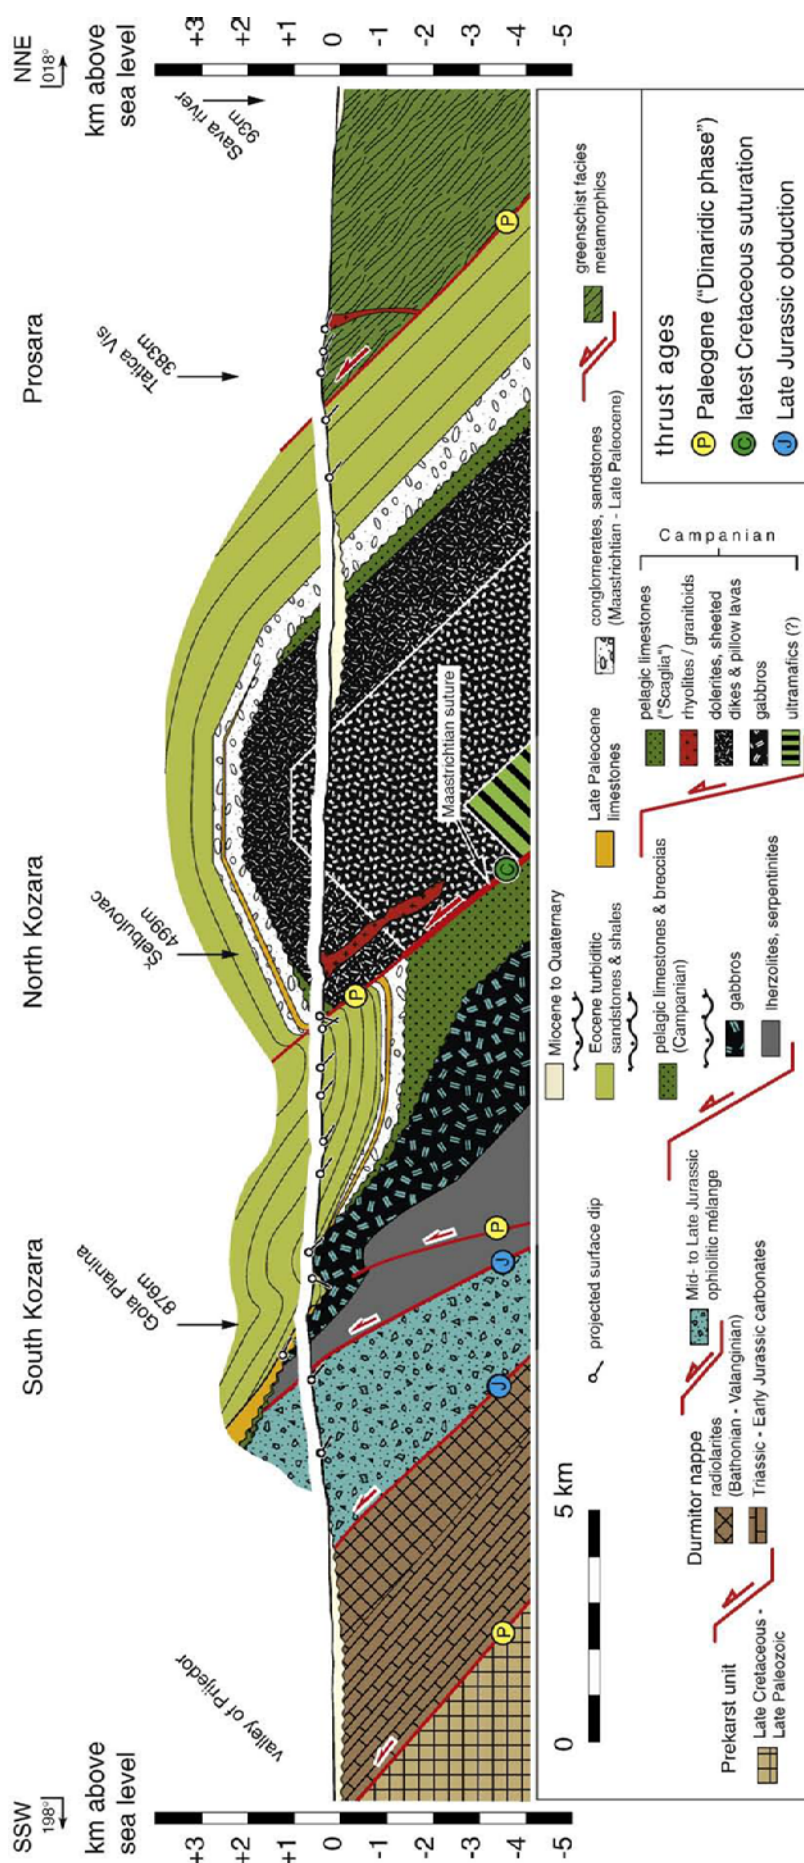 SSW
198°
South Kozara
North Kozara
Prosara
NNE
018°
km above
sea level
valley of Prijedor
Gola Planina
876m
Šelbulovac
499m
Tatica Vis
383m
Sava river
93m
km above
sea level
+3
+2
+1
0
-1
-2
-3
-4
-5
+3
+2
+1
0
-1
-2
-3
-4
-5
P
J
J
P
P
C
P
Maastrichtian suture
0
5 km
projected surface dip
Prekarst unit
Late Cretaceous -
Late Paleozoic
Durmitor nappe
radiolarites
(Bathonian - Valanginian)
Triassic - Early Jurassic carbonates
Mid- to Late Jurassic
ophiolitic mélange
Miocene to Quaternary
Eocene turbiditic
sandstones & shales
pelagic limestones & breccias
(Campanian)
gabbros
lherzolites, serpentinites
Late Paleocene
limestones
conglomerates, sandstones
(Maastrichtian - Late Paleocene)
pelagic limestones
("Scaglia")
rhyolites / granitoids
dolerites, sheeted
dikes & pillow lavas
gabbros
ultramafics (?)
Campanian
greenschist facies
metamorphics
thrust ages
P Paleogene ("Dinaridic phase")
C latest Cretaceous suturation
J Late Jurassic obduction